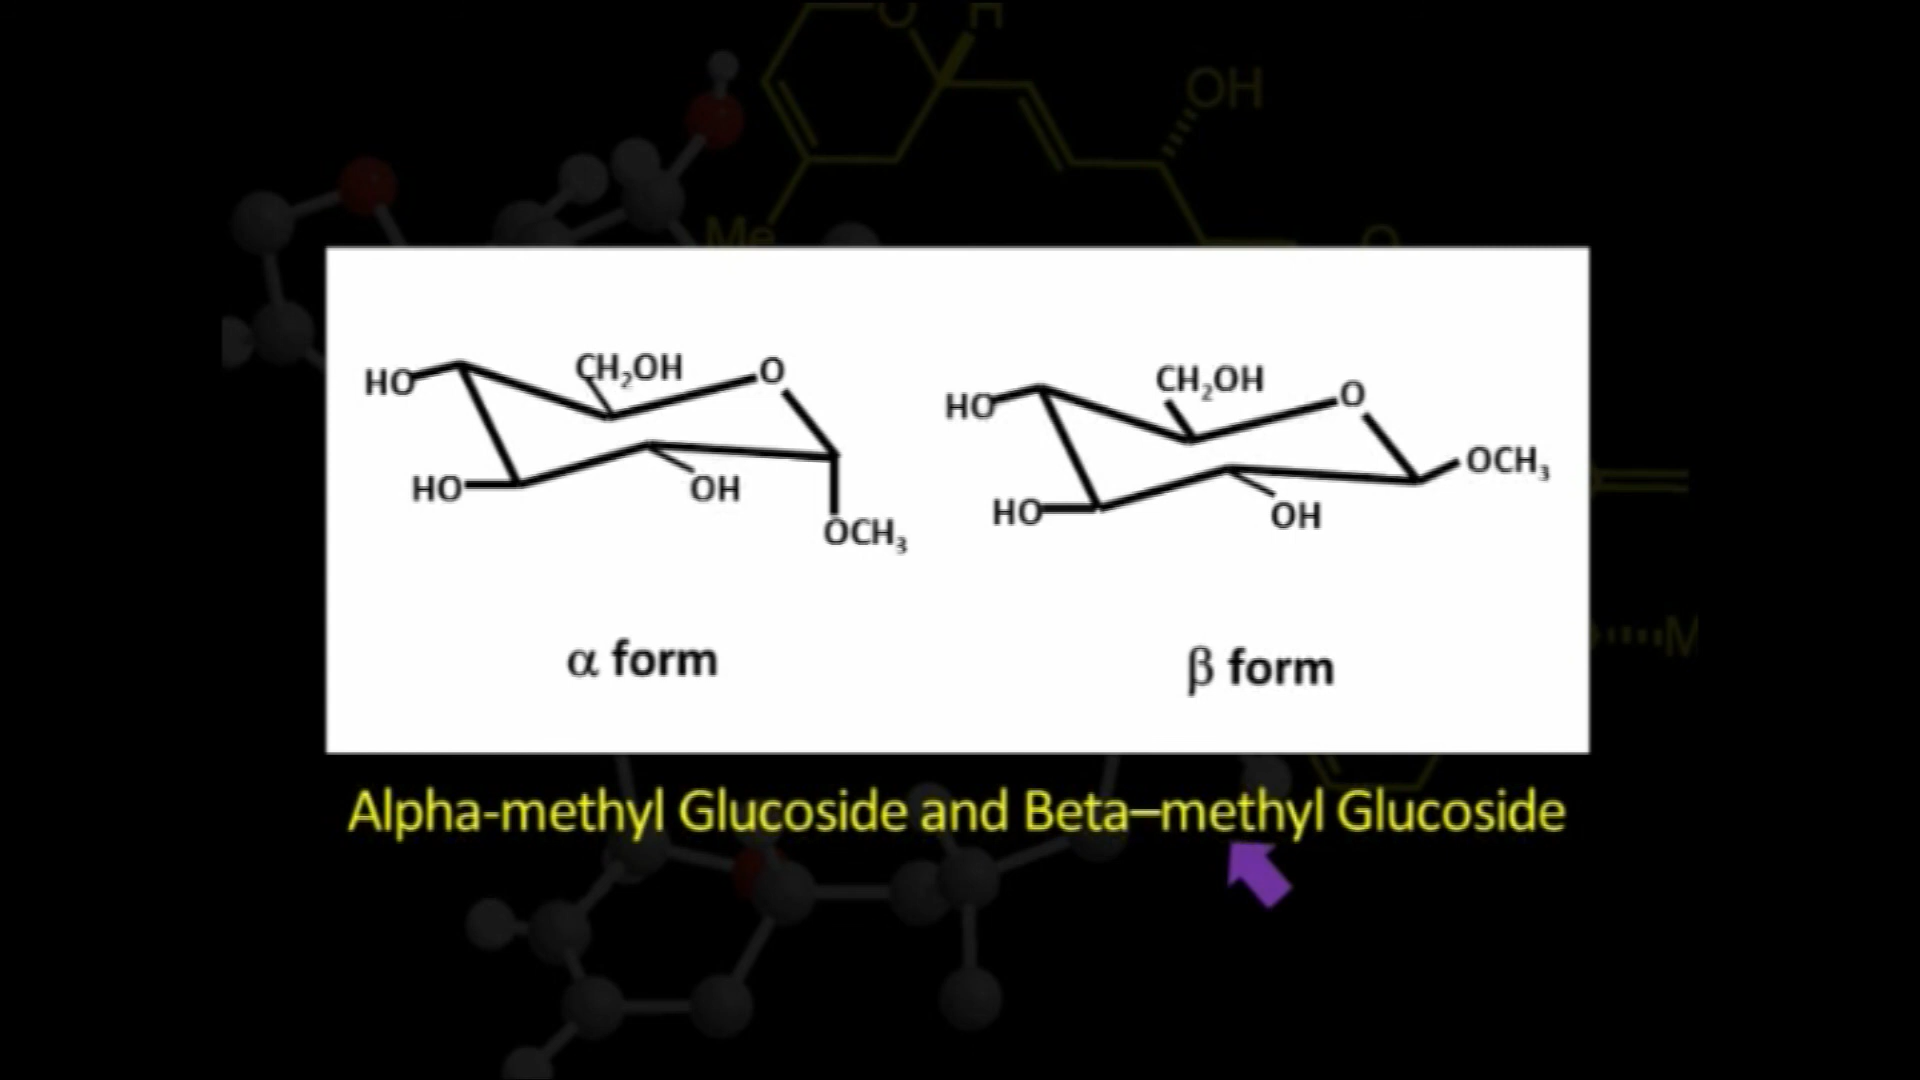 O H
OH
Me
O
HO CH₂OH O
HO OH
OCH₃
CH₂OH
HO O
OCH₃
HO OH
α form
β form
M
Alpha-methyl Glucoside and Beta–methyl Glucoside